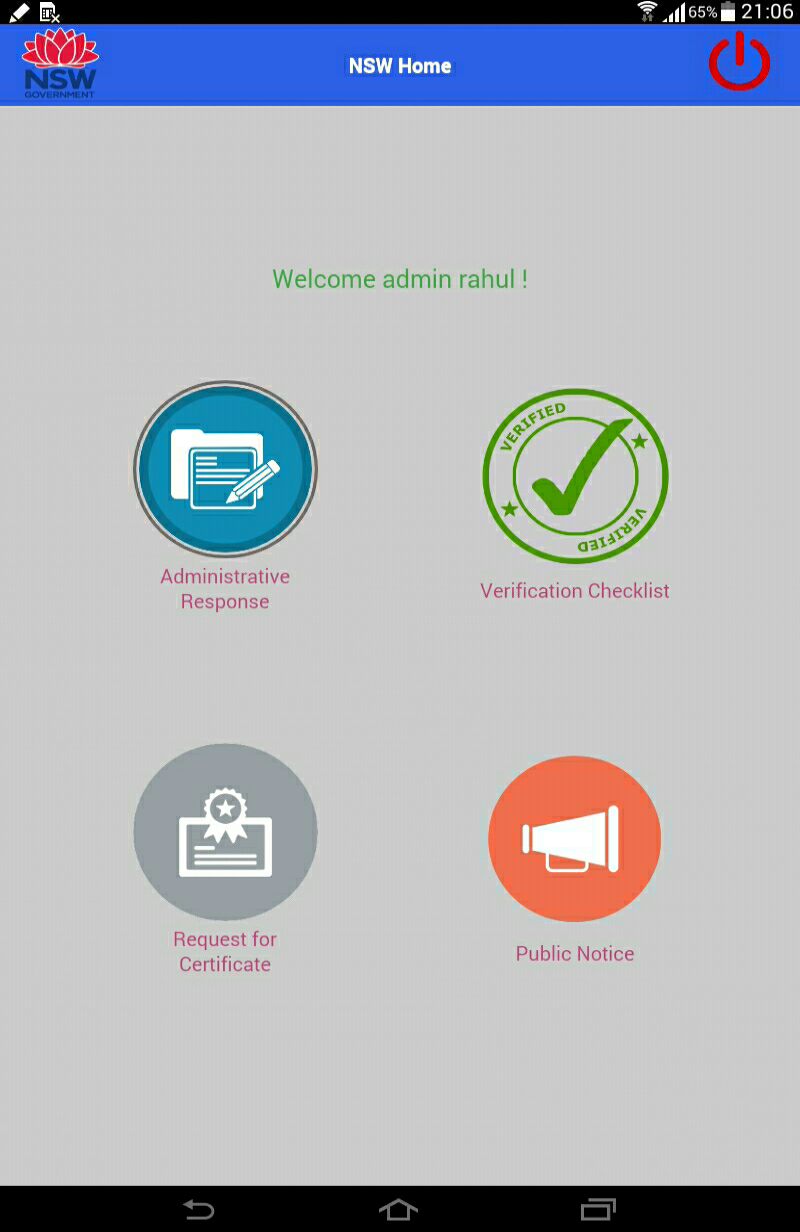 65% 21:06
NSW
GOVERNMENT
NSW Home
Welcome admin rahul !
VERIFIED
VERIFIED
Administrative
Response
Verification Checklist
Request for
Certificate
Public Notice